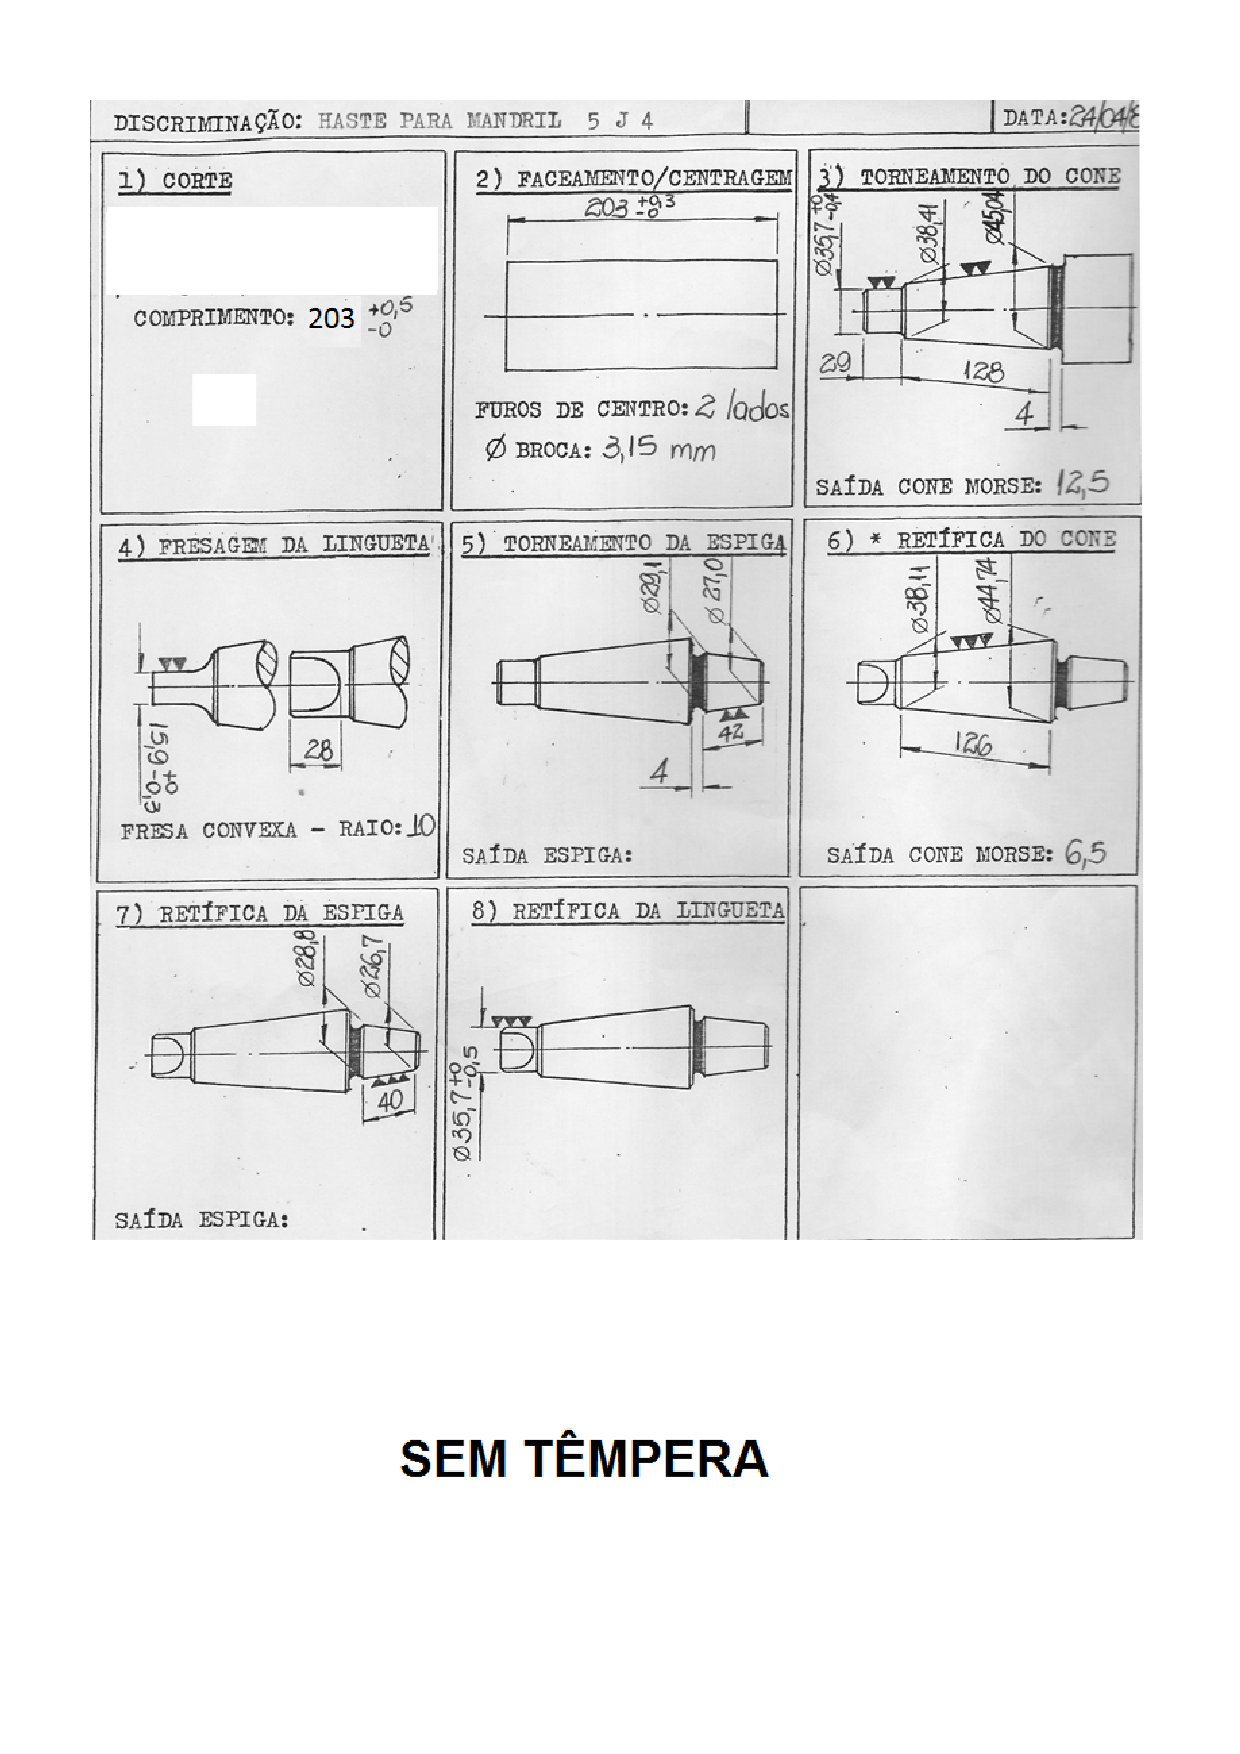 DISCRIMINAÇÃO: HASTE PARA MANDRIL 5 J 4
DATA: 24/04/8
1) CORTE
COMPRIMENTO: 203 +0,5 -0
2) FACEAMENTO/CENTRAGEM
203 +0,3 -0
FUROS DE CENTRO: 2 lados
Ø BROCA: 3,15 mm
3) TORNEAMENTO DO CONE
Ø35,7 +0 -0,4
Ø38,41
Ø45,04
29
128
4
SAÍDA CONE MORSE: 12,5
4) FRESAGEM DA LINGUETA
15,9 +0 -0,3
28
FRESA CONVEXA - RAIO: 10
5) TORNEAMENTO DA ESPIGA
Ø29,1
Ø 27,0
42
4
SAÍDA ESPIGA:
6) * RETÍFICA DO CONE
Ø38,11
Ø44,74
126
SAÍDA CONE MORSE: 6,5
7) RETÍFICA DA ESPIGA
Ø28,8
Ø26,7
40
SAÍDA ESPIGA:
8) RETÍFICA DA LINGUETA
Ø35,7 +0 -0,5
SEM TÊMPERA